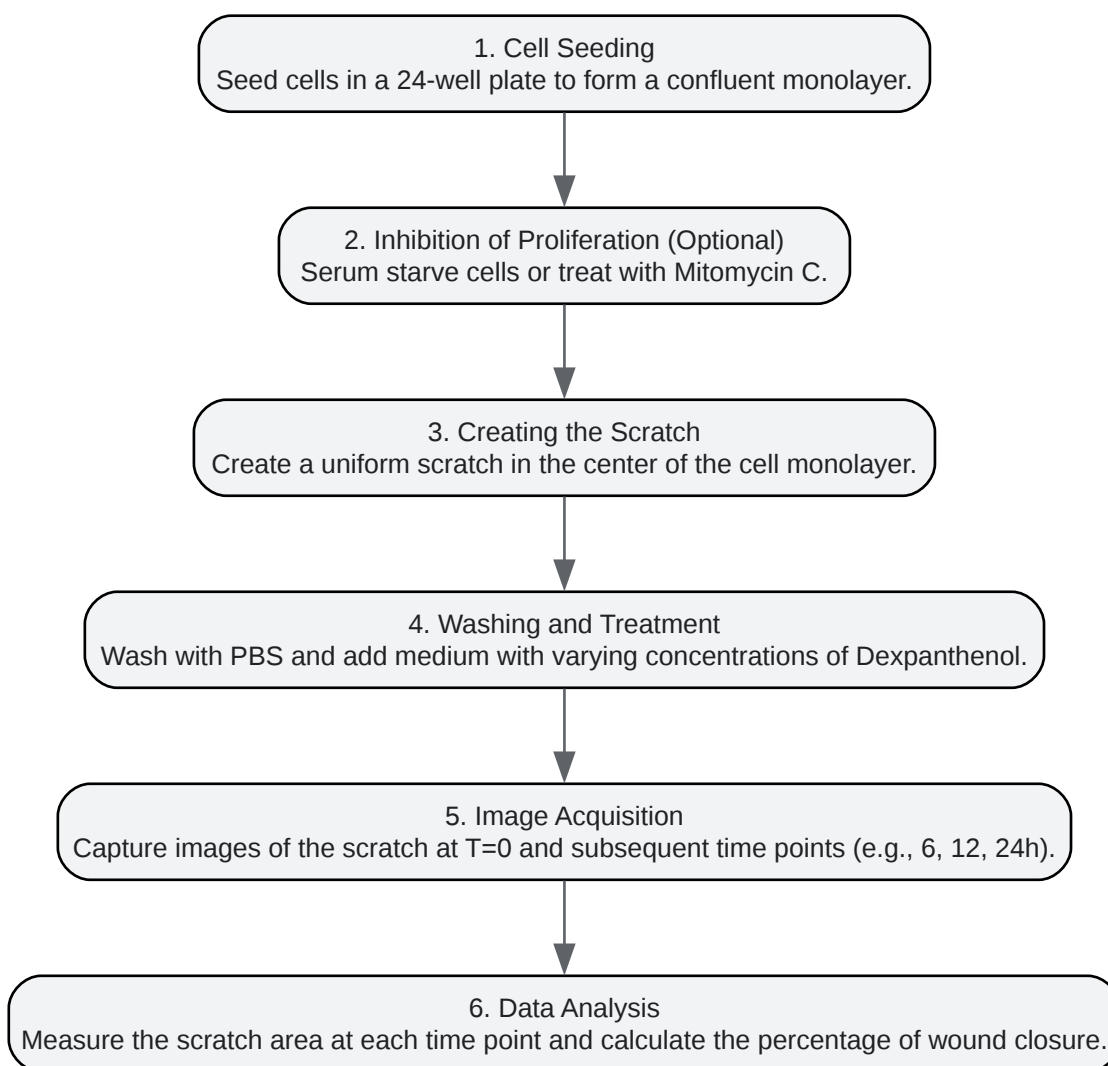 1. Cell Seeding
Seed cells in a 24-well plate to form a confluent monolayer.
2. Inhibition of Proliferation (Optional)
Serum starve cells or treat with Mitomycin C.
3. Creating the Scratch
Create a uniform scratch in the center of the cell monolayer.
4. Washing and Treatment
Wash with PBS and add medium with varying concentrations of Dexpanthenol.
5. Image Acquisition
Capture images of the scratch at T=0 and subsequent time points (e.g., 6, 12, 24h).
6. Data Analysis
Measure the scratch area at each time point and calculate the percentage of wound closure.